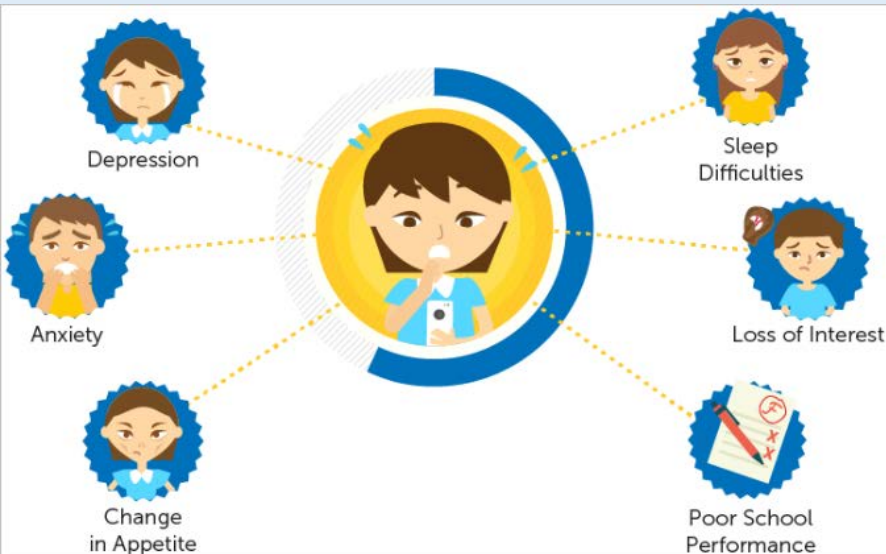 Depression
Sleep
Difficulties
Anxiety
Loss of Interest
Change
in Appetite
F
X
X
Poor School
Performance